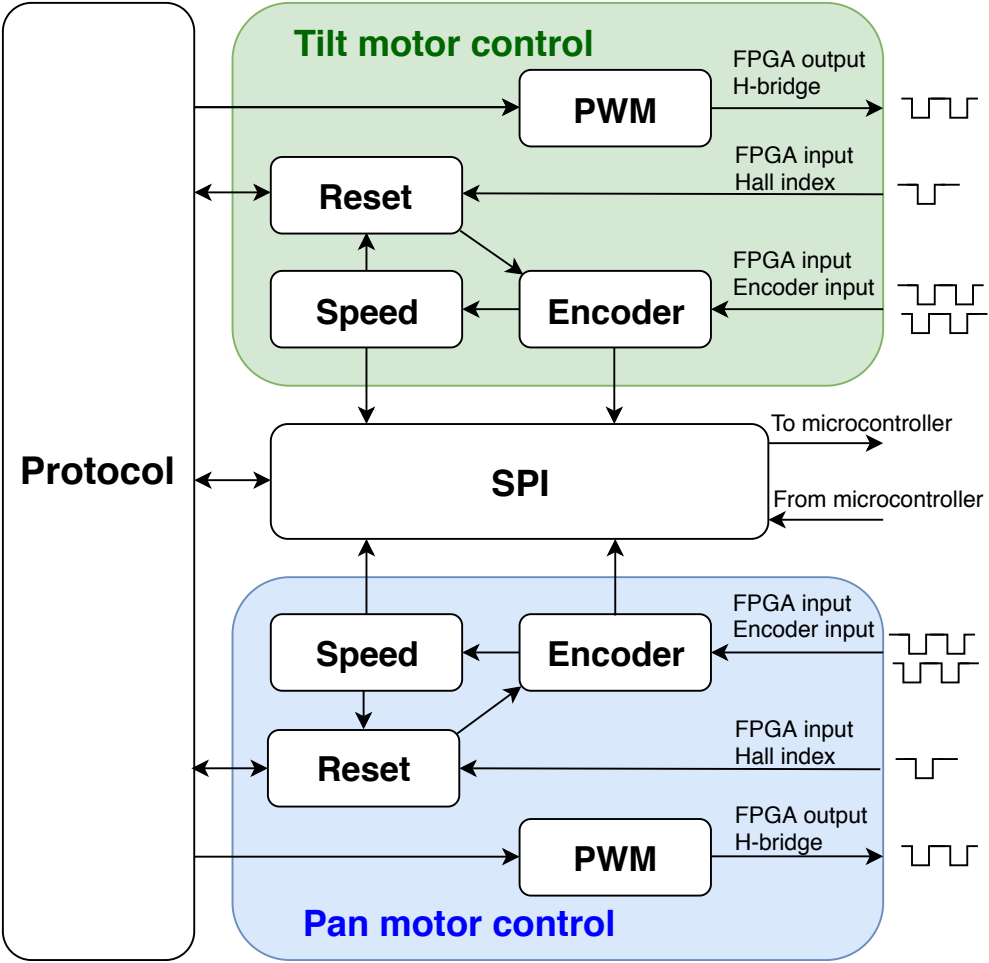 Tilt motor control
FPGA output
H-bridge
PWM
FPGA input
Hall index
Reset
FPGA input
Encoder input
Speed
Encoder
To microcontroller
Protocol
SPI
From microcontroller
FPGA input
Encoder input
Speed
Encoder
FPGA input
Hall index
Reset
FPGA output
H-bridge
PWM
Pan motor control